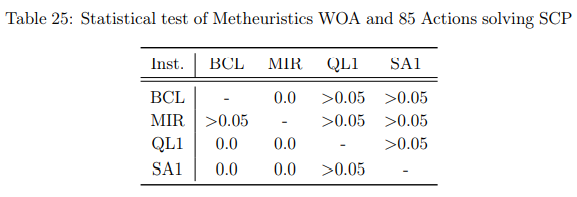 Table 25: Statistical test of Metheuristics WOA and 85 Actions solving SCP
Inst. BCL MIR QL1 SA1
BCL - 0.0 >0.05 >0.05
MIR >0.05 - >0.05 >0.05
QL1 0.0 0.0 - >0.05
SA1 0.0 0.0 >0.05 -